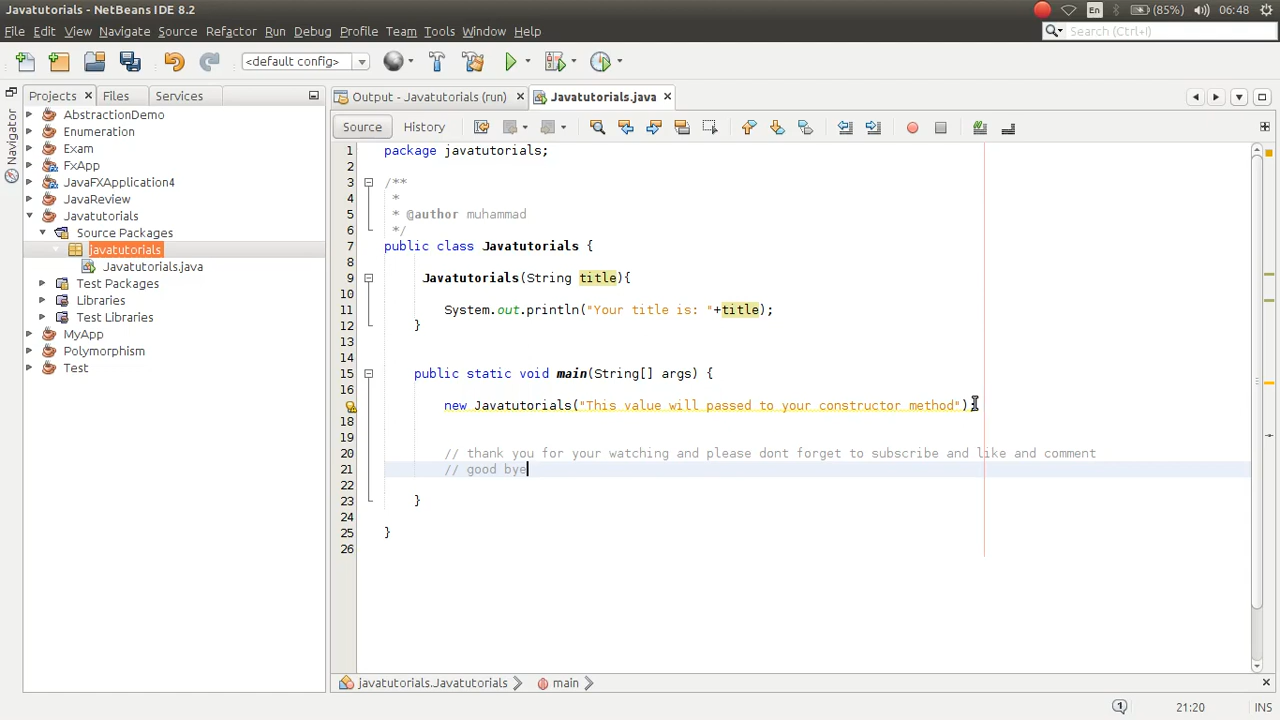 Javatutorials - NetBeans IDE 8.2
En (85%) 06:48
File Edit View Navigate Source Refactor Run Debug Profile Team Tools Window Help
Search (Ctrl+I)
<default config>
Projects Files Services
Output - Javatutorials (run) Javatutorials.java
Navigator
Source History
AbstractionDemo
Enumeration
Exam
FxApp
JavaFXApplication4
JavaReview
Javatutorials
Source Packages
javatutorials
Javatutorials.java
Test Packages
Libraries
Test Libraries
MyApp
Polymorphism
Test
1 package javatutorials;
2
3 /**
4 *
5 * @author muhammad
6 */
7 public class Javatutorials {
8
9 Javatutorials(String title){
10
11 System.out.println("Your title is: "+title);
12 }
13
14
15 public static void main(String[] args) {
16
new Javatutorials("This value will passed to your constructor method");
18
19
20 // thank you for your watching and please dont forget to subscribe and like and comment
21 // good bye
22
23 }
24
25 }
26
javatutorials.Javatutorials main
1 21:20 INS